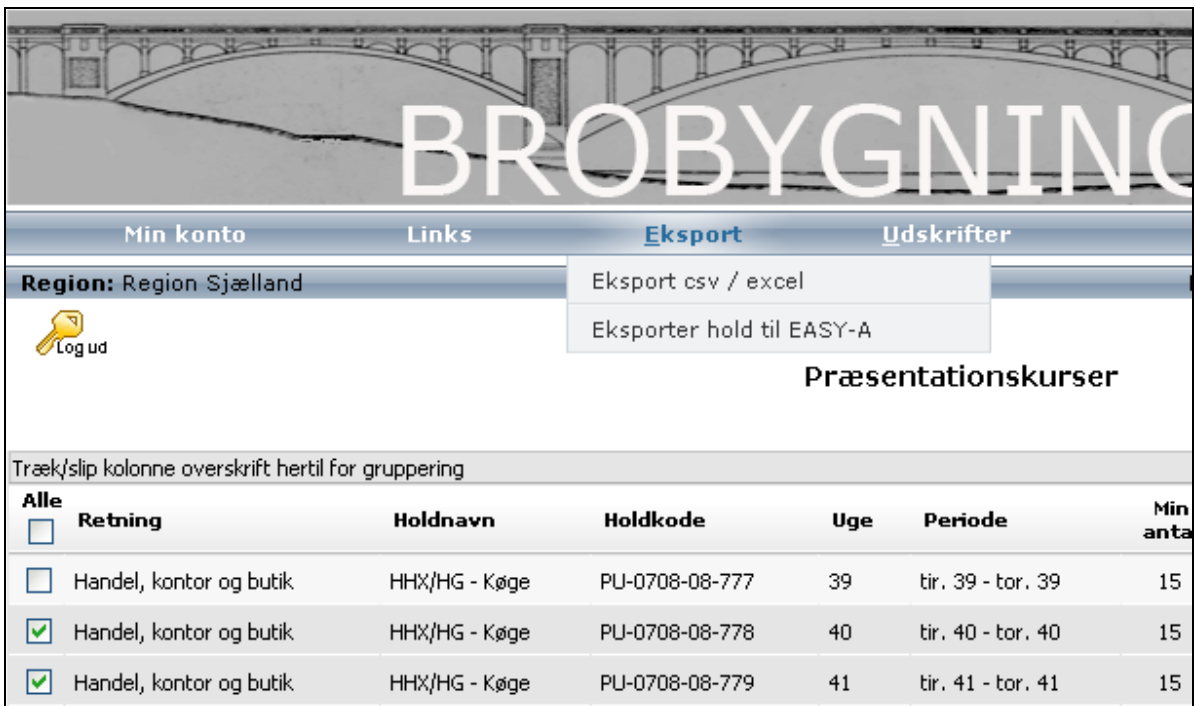 BROBYGNING
Min konto Links Eksport Udskrifter
Region: Region Sjælland
Eksport csv / excel
Eksporter hold til EASY-A
Log ud
Præsentationskurser
Træk/slip kolonne overskrift hertil for gruppering
Alle Retning Holdnavn Holdkode Uge Periode Min anta
Handel, kontor og butik HHX/HG - Køge PU-0708-08-777 39 tir. 39 - tor. 39 15
Handel, kontor og butik HHX/HG - Køge PU-0708-08-778 40 tir. 40 - tor. 40 15
Handel, kontor og butik HHX/HG - Køge PU-0708-08-779 41 tir. 41 - tor. 41 15